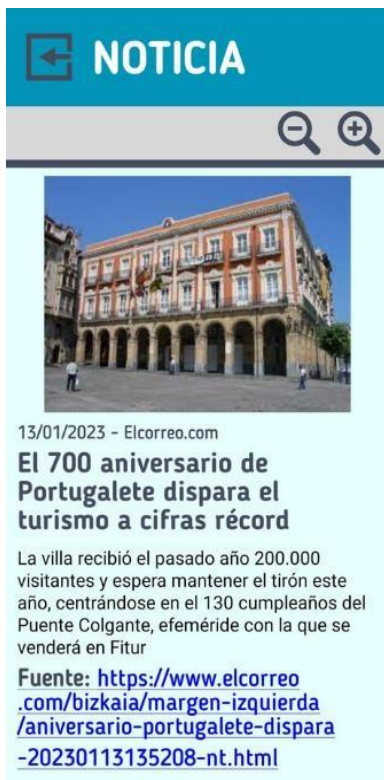 NOTICIA
13/01/2023 - Elcorreo.com
El 700 aniversario de
Portugalete dispara el
turismo a cifras récord
La villa recibió el pasado año 200.000
visitantes y espera mantener el tirón este
año, centrándose en el 130 cumpleaños del
Puente Colgante, efeméride con la que se
venderá en Fitur
Fuente: https://www.elcorreo
.com/bizkaia/margen-izquierda
/aniversario-portugalete-dispara
-20230113135208-nt.html